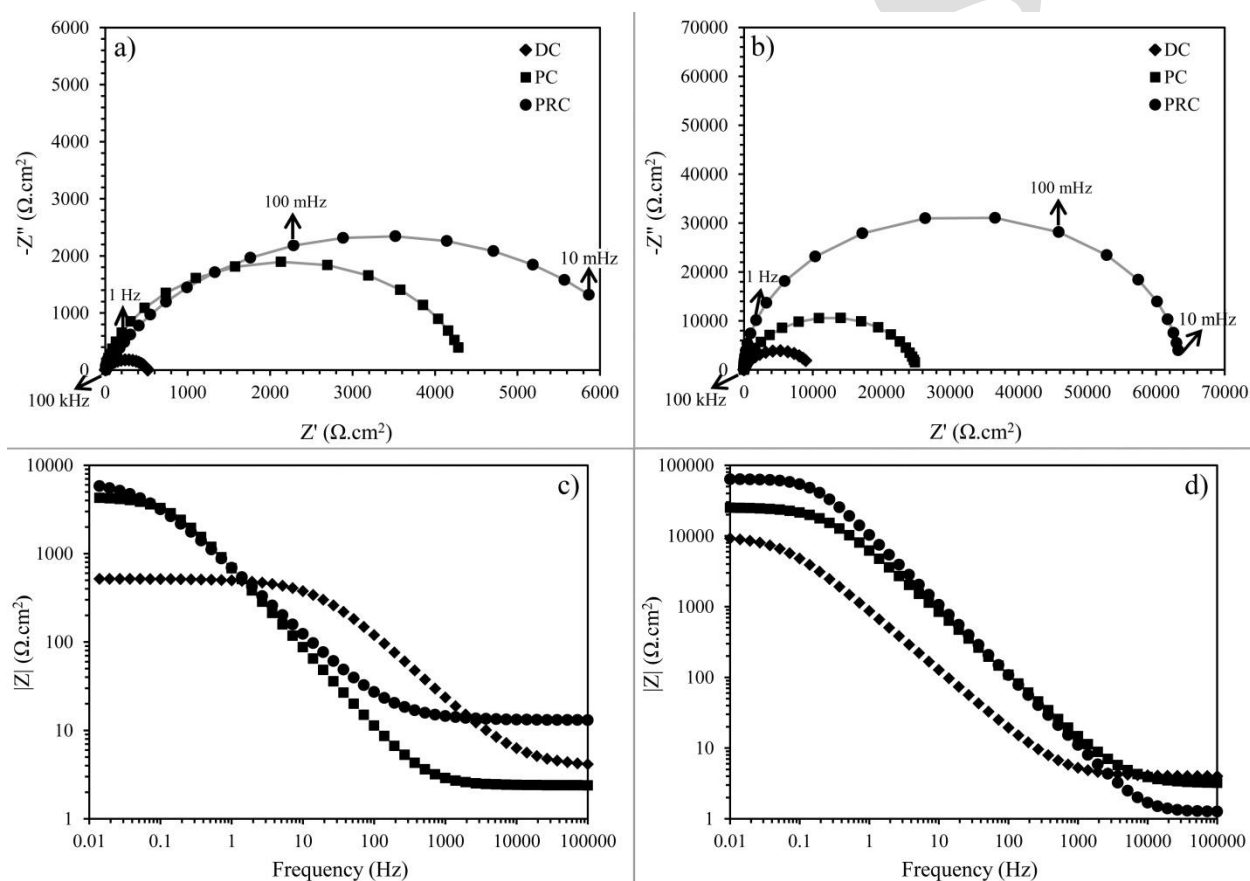 a)
6000
5000
4000
3000
2000
1000
0
-Z" (Ω.cm²)
DC
PC
PRC
100 mHz
10 mHz
1 Hz
100 kHz
0 1000 2000 3000 4000 5000 6000
Z' (Ω.cm²)
b)
70000
60000
50000
40000
30000
20000
10000
0
-Z" (Ω.cm²)
DC
PC
PRC
100 mHz
1 Hz
10 mHz
100 kHz
0 10000 20000 30000 40000 50000 60000 70000
Z' (Ω.cm²)
c)
10000
1000
100
10
1
|Z| (Ω.cm²)
0.01 0.1 1 10 100 1000 10000 100000
Frequency (Hz)
d)
100000
10000
1000
100
10
1
|Z| (Ω.cm²)
0.01 0.1 1 10 100 1000 10000 100000
Frequency (Hz)